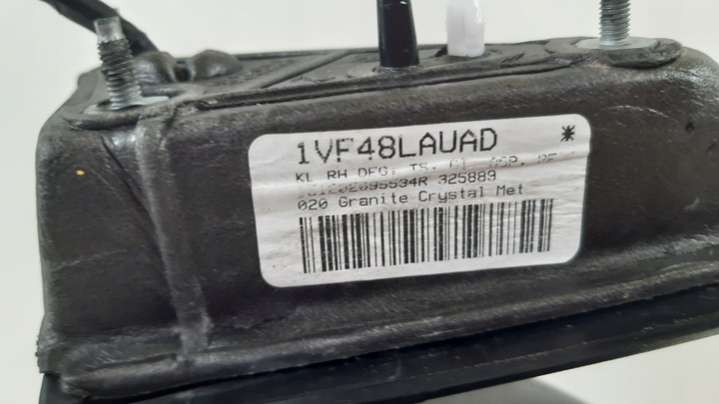 1VF48LAUAD *
KL RH DFG, TS,
325889
020 Granite Crystal Met